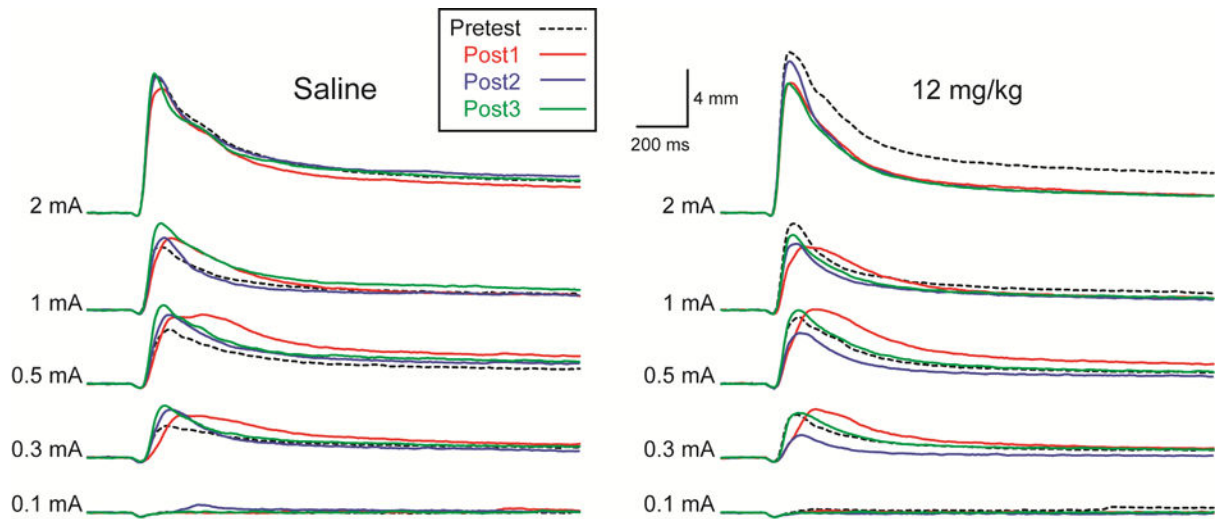 Pretest
Post1
Post2
Post3
Saline
2 mA
1 mA
0.5 mA
0.3 mA
0.1 mA
4 mm
200 ms
12 mg/kg
2 mA
1 mA
0.5 mA
0.3 mA
0.1 mA